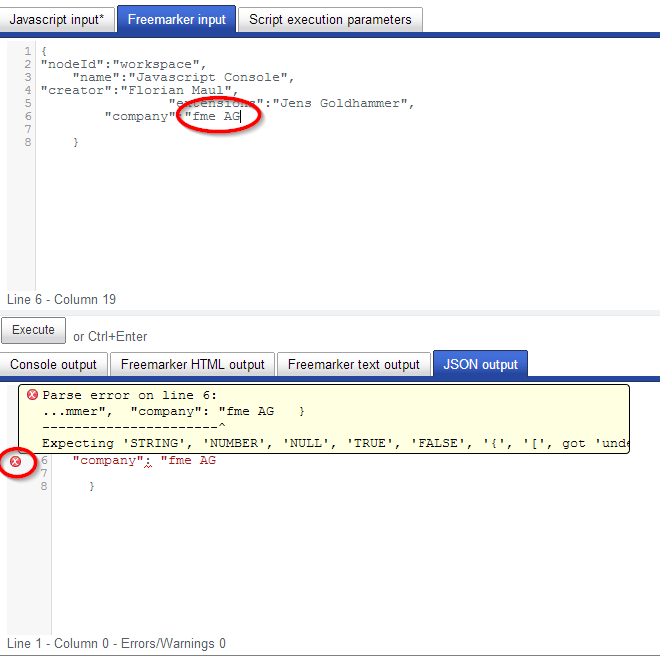 Javascript input* Freemarker input Script execution parameters
1 {
2 "nodeId":"workspace",
3 "name":"Javascript Console",
4 "creator":"Florian Maul",
5 "extensions":"Jens Goldhammer",
6 "company":"fme AG
7
8 }
Line 6 - Column 19
Execute or Ctrl+Enter
Console output Freemarker HTML output Freemarker text output JSON output
Parse error on line 6:
...mmer", "company": "fme AG }
----------------------^
Expecting 'STRING', 'NUMBER', 'NULL', 'TRUE', 'FALSE', '{', '[', got 'unde
6 "company": "fme AG
7
8 }
Line 1 - Column 0 - Errors/Warnings 0